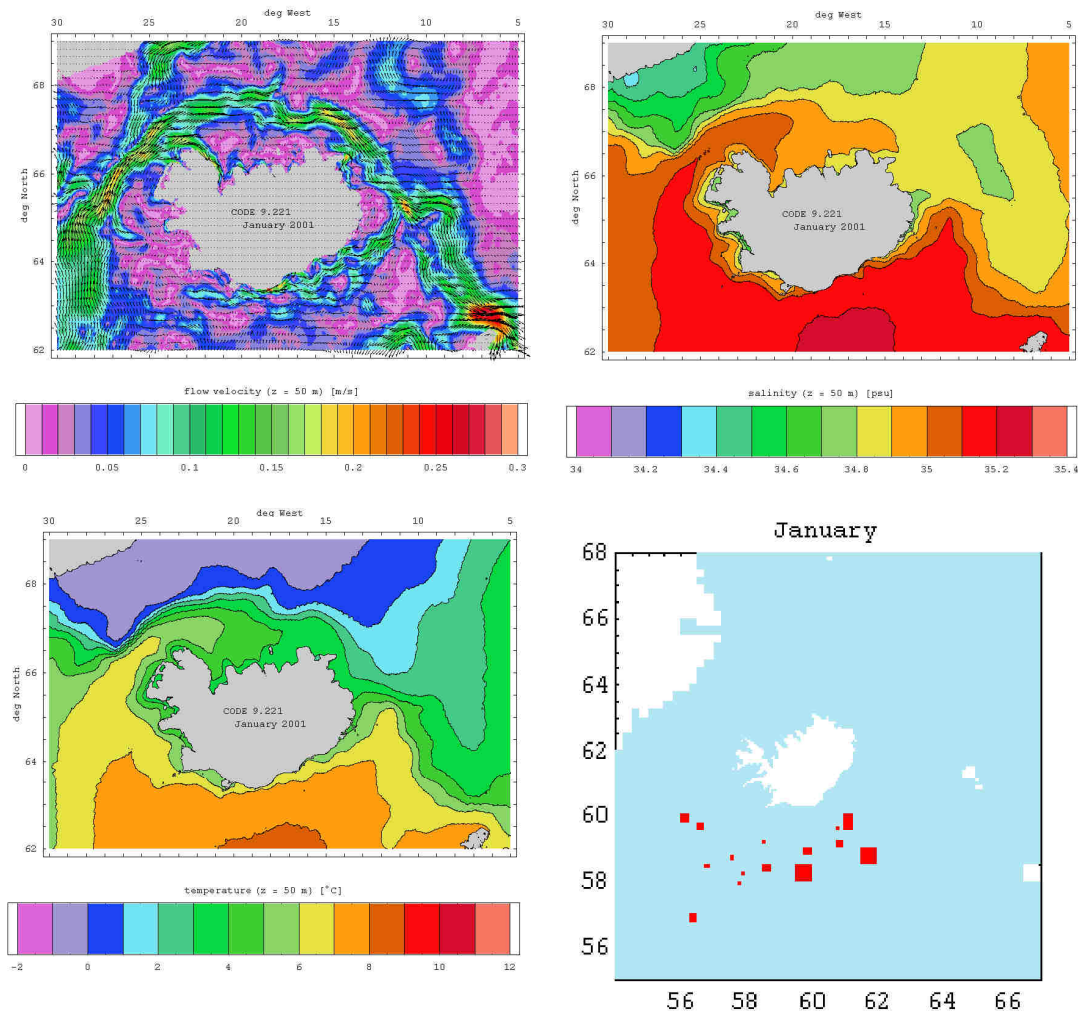 deg West
30 25 20 15 10 5
68
66
64
62
deg North
CODE 9.221
January 2001
flow velocity (z = 50 m) [m/s]
0 0.05 0.1 0.15 0.2 0.25 0.3
deg West
30 25 20 15 10 5
68
66
64
62
deg North
CODE 9.221
January 2001
salinity (z = 50 m) [psu]
34 34.2 34.4 34.6 34.8 35 35.2 35.4
deg West
30 25 20 15 10 5
68
66
64
62
deg North
CODE 9.221
January 2001
temperature (z = 50 m) [°C]
-2 0 2 4 6 8 10 12
January
68
66
64
62
60
58
56
56 58 60 62 64 66